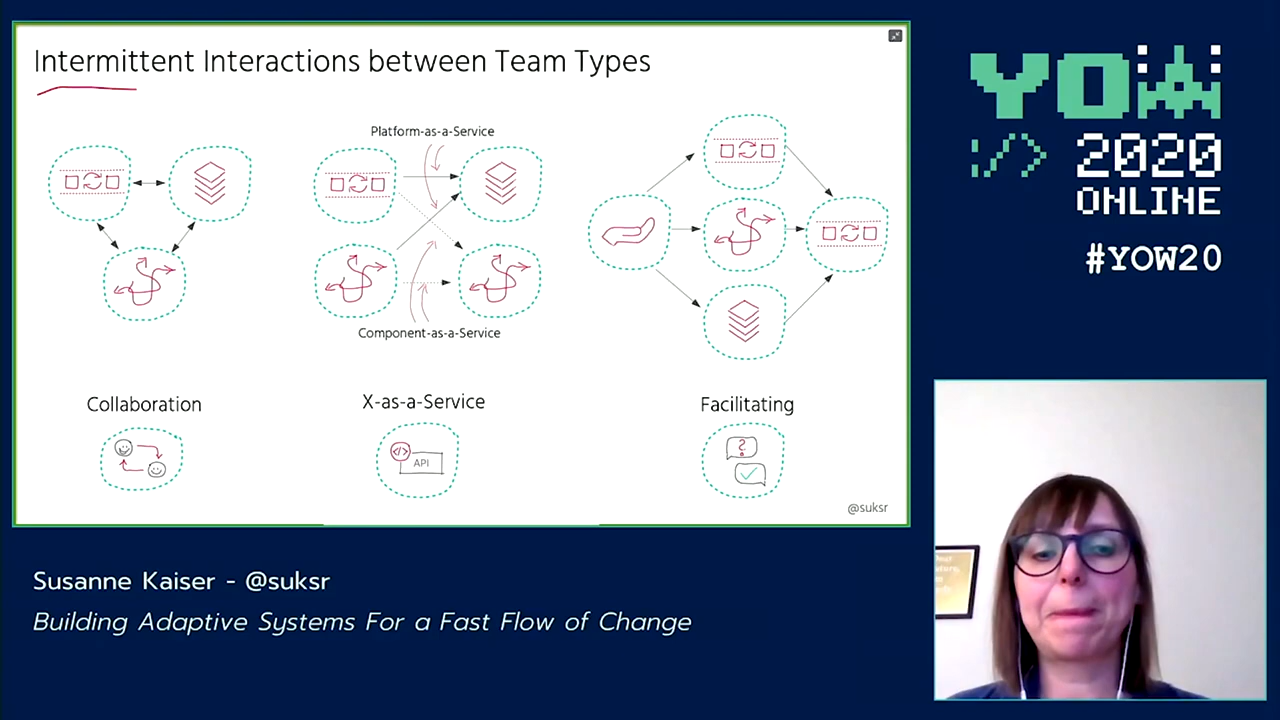 Intermittent Interactions between Team Types
Platform-as-a-Service
Component-as-a-Service
Collaboration
X-as-a-Service
Facilitating
</>
API
?
@suksr
YOW
:/>
2020
ONLINE
#YOW20
Susanne Kaiser - @suksr
Building Adaptive Systems For a Fast Flow of Change